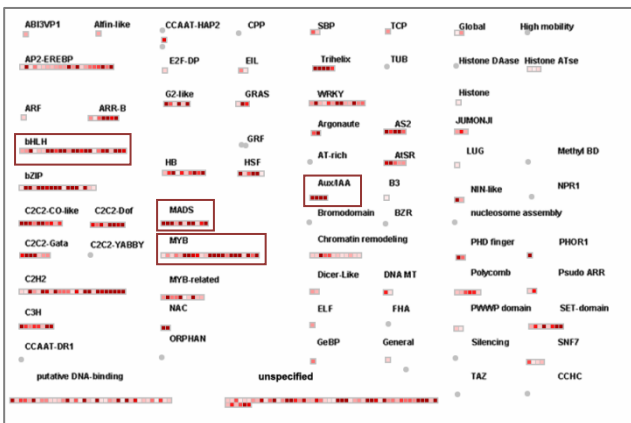 ABI3VP1 Alfin-like CCAAT-HAP2 CPP SBP TCP Global High mobility
AP2-EREBP E2F-DP EIL Trihelix TUB Histone DAase Histone ATse
G2-like GRAS WRKY Histone
ARF ARR-B Argonaute AS2 JUMONJI
bHLH GRF
HB HSF AT-rich AtSR LUG Methyl BD
bZIP Aux/IAA B3 NIN-like NPR1
C2C2-CO-like C2C2-Dof MADS Bromodomain BZR nucleosome assembly
C2C2-Gata C2C2-YABBY MYB Chromatin remodeling PHD finger PHOR1
C2H2 MYB-related Dicer-Like DNA MT Polycomb Psudo ARR
C3H NAC ELF FHA PWWP domain SET-domain
CCAAT-DR1 ORPHAN GeBP General Silencing SNF7
putative DNA-binding unspecified TAZ CCHC